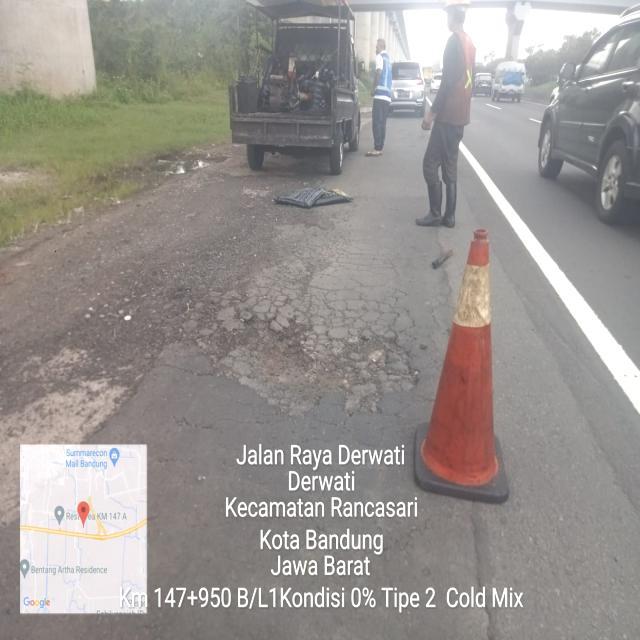 Jalan Raya Derwati
Derwati
Kecamatan Rancasari
Kota Bandung
Jawa Barat
Km 147+950 B/L1Kondisi 0% Tipe 2 Cold Mix
Summarecon
Mall Bandung
KM 147 A
Bentang Artha Residence
Google